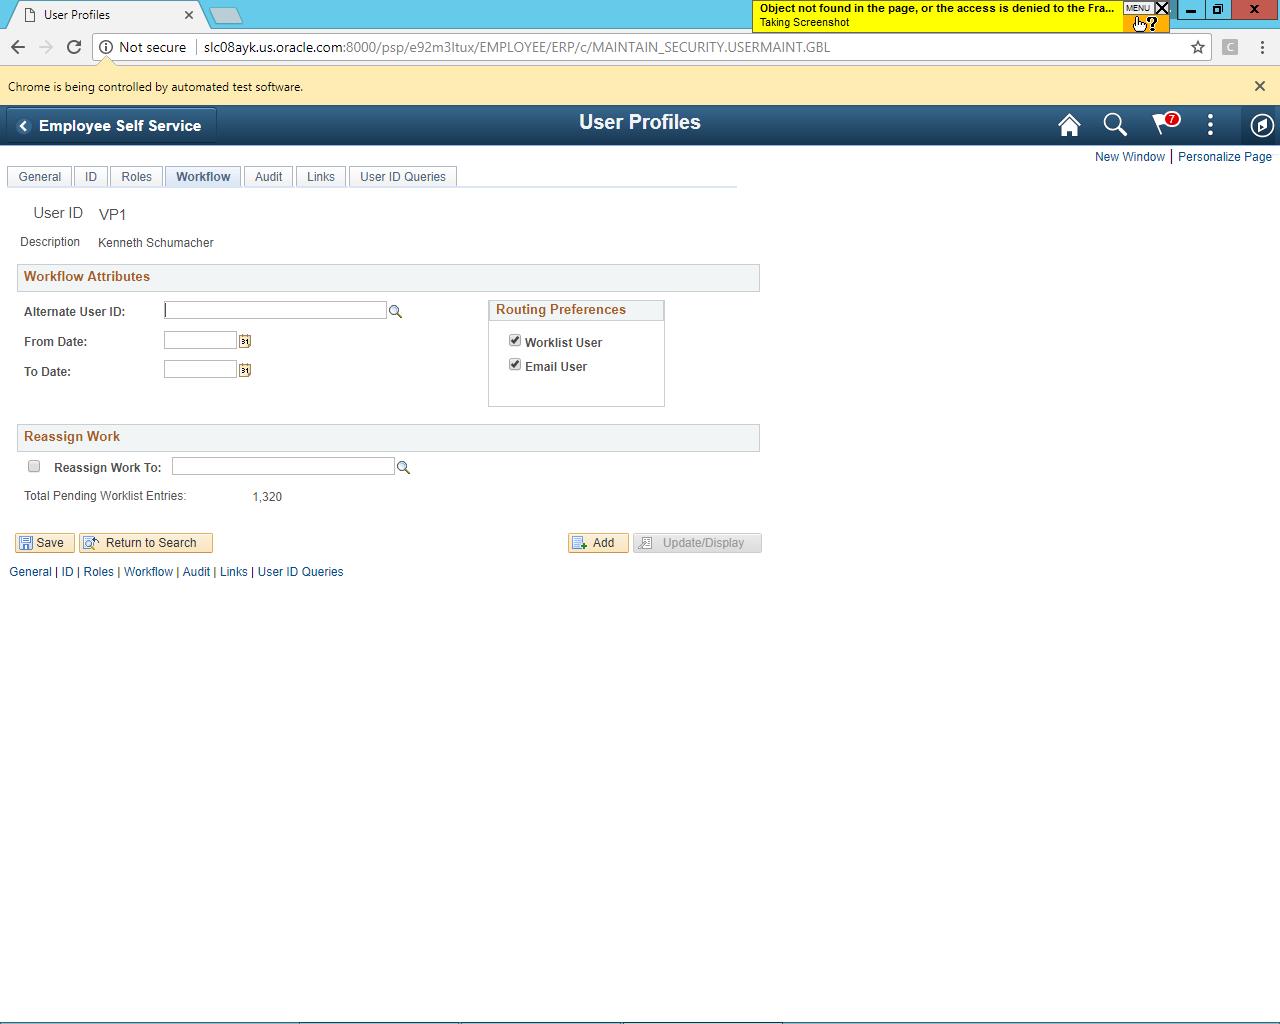 User Profiles
Object not found in the page, or the access is denied to the Fra...
Taking Screenshot
MENU
Not secure
slc08ayk.us.oracle.com:8000/psp/e92m3ltux/EMPLOYEE/ERP/c/MAINTAIN_SECURITY.USERMAINT.GBL
Chrome is being controlled by automated test software.
Employee Self Service
User Profiles
7
New Window | Personalize Page
General
ID
Roles
Workflow
Audit
Links
User ID Queries
User ID VP1
Description Kenneth Schumacher
Workflow Attributes
Alternate User ID:
From Date:
31
To Date:
31
Routing Preferences
Worklist User
Email User
Reassign Work
Reassign Work To:
Total Pending Worklist Entries: 1,320
Save
Return to Search
Add
Update/Display
General | ID | Roles | Workflow | Audit | Links | User ID Queries